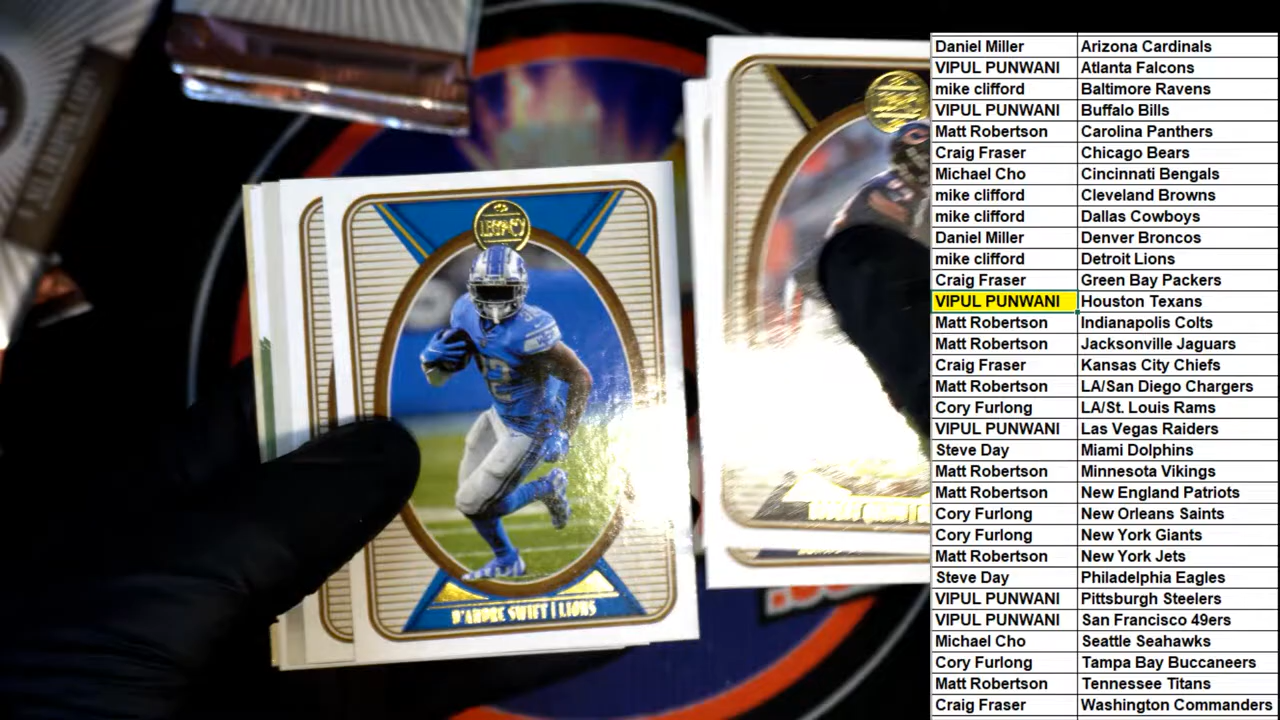 LEGACY
D'ANDRE SWIFT | LIONS
Daniel Miller Arizona Cardinals
VIPUL PUNWANI Atlanta Falcons
mike clifford Baltimore Ravens
VIPUL PUNWANI Buffalo Bills
Matt Robertson Carolina Panthers
Craig Fraser Chicago Bears
Michael Cho Cincinnati Bengals
mike clifford Cleveland Browns
mike clifford Dallas Cowboys
Daniel Miller Denver Broncos
mike clifford Detroit Lions
Craig Fraser Green Bay Packers
VIPUL PUNWANI Houston Texans
Matt Robertson Indianapolis Colts
Matt Robertson Jacksonville Jaguars
Craig Fraser Kansas City Chiefs
Matt Robertson LA/San Diego Chargers
Cory Furlong LA/St. Louis Rams
VIPUL PUNWANI Las Vegas Raiders
Steve Day Miami Dolphins
Matt Robertson Minnesota Vikings
Matt Robertson New England Patriots
Cory Furlong New Orleans Saints
Cory Furlong New York Giants
Matt Robertson New York Jets
Steve Day Philadelphia Eagles
VIPUL PUNWANI Pittsburgh Steelers
VIPUL PUNWANI San Francisco 49ers
Michael Cho Seattle Seahawks
Cory Furlong Tampa Bay Buccaneers
Matt Robertson Tennessee Titans
Craig Fraser Washington Commanders